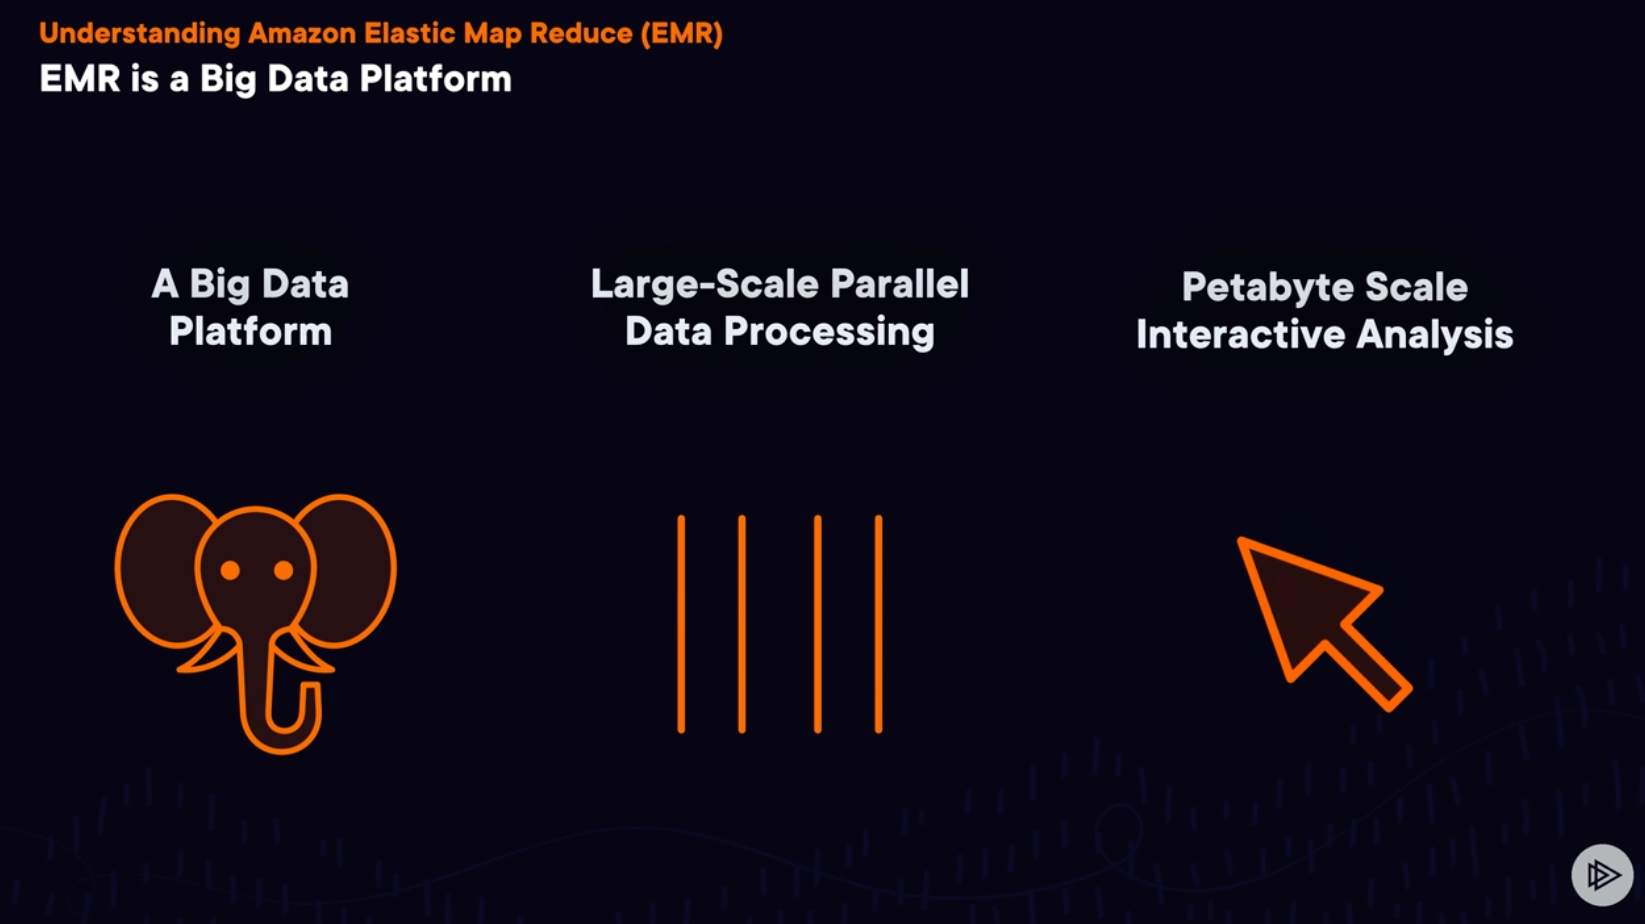 Understanding Amazon Elastic Map Reduce (EMR)
EMR is a Big Data Platform
A Big Data
Platform
Large-Scale Parallel
Data Processing
Petabyte Scale
Interactive Analysis